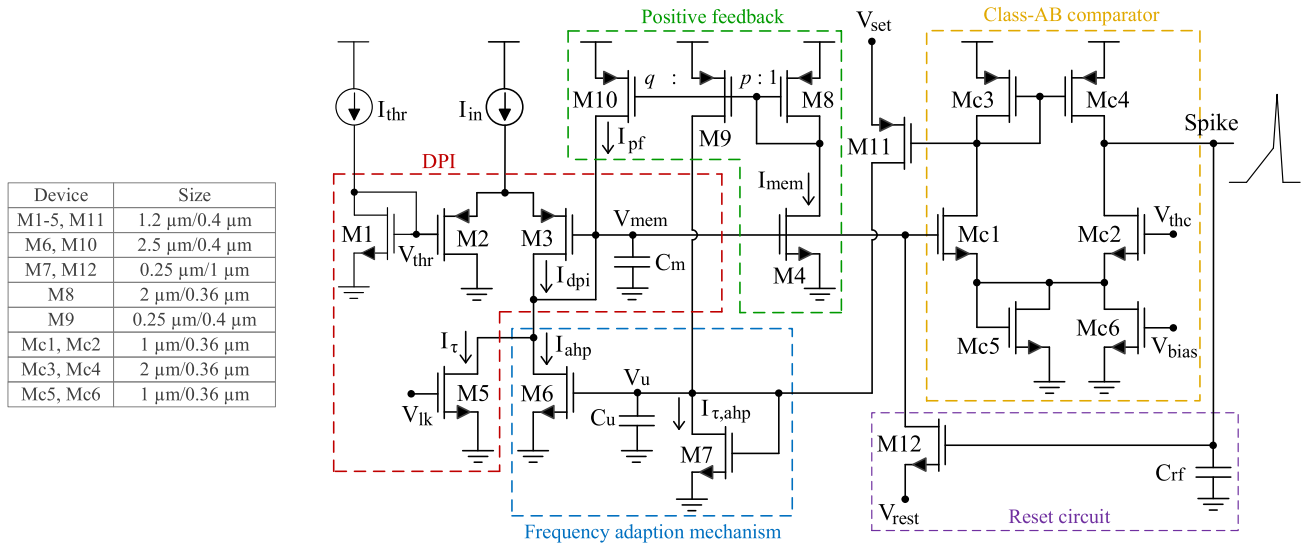 Device Size
M1-5, M11 1.2 µm/0.4 µm
M6, M10 2.5 µm/0.4 µm
M7, M12 0.25 µm/1 µm
M8 2 µm/0.36 µm
M9 0.25 µm/0.4 µm
Mc1, Mc2 1 µm/0.36 µm
Mc3, Mc4 2 µm/0.36 µm
Mc5, Mc6 1 µm/0.36 µm
Positive feedback
Class-AB comparator
Vset
Ithr
Iin
M10
q : p : 1
M9
M8
Ipf
Imem
M11
Mc3
Mc4
Spike
DPI
M1
Vthr
M2
M3
Vmem
Cm
Idpi
M4
Mc1
Mc2
Vthc
Mc5
Mc6
Vbias
Iτ
Iahp
M5
Vlk
M6
Vu
Cu
Iτ,ahp
M7
M12
Vrest
Crf
Frequency adaption mechanism
Reset circuit